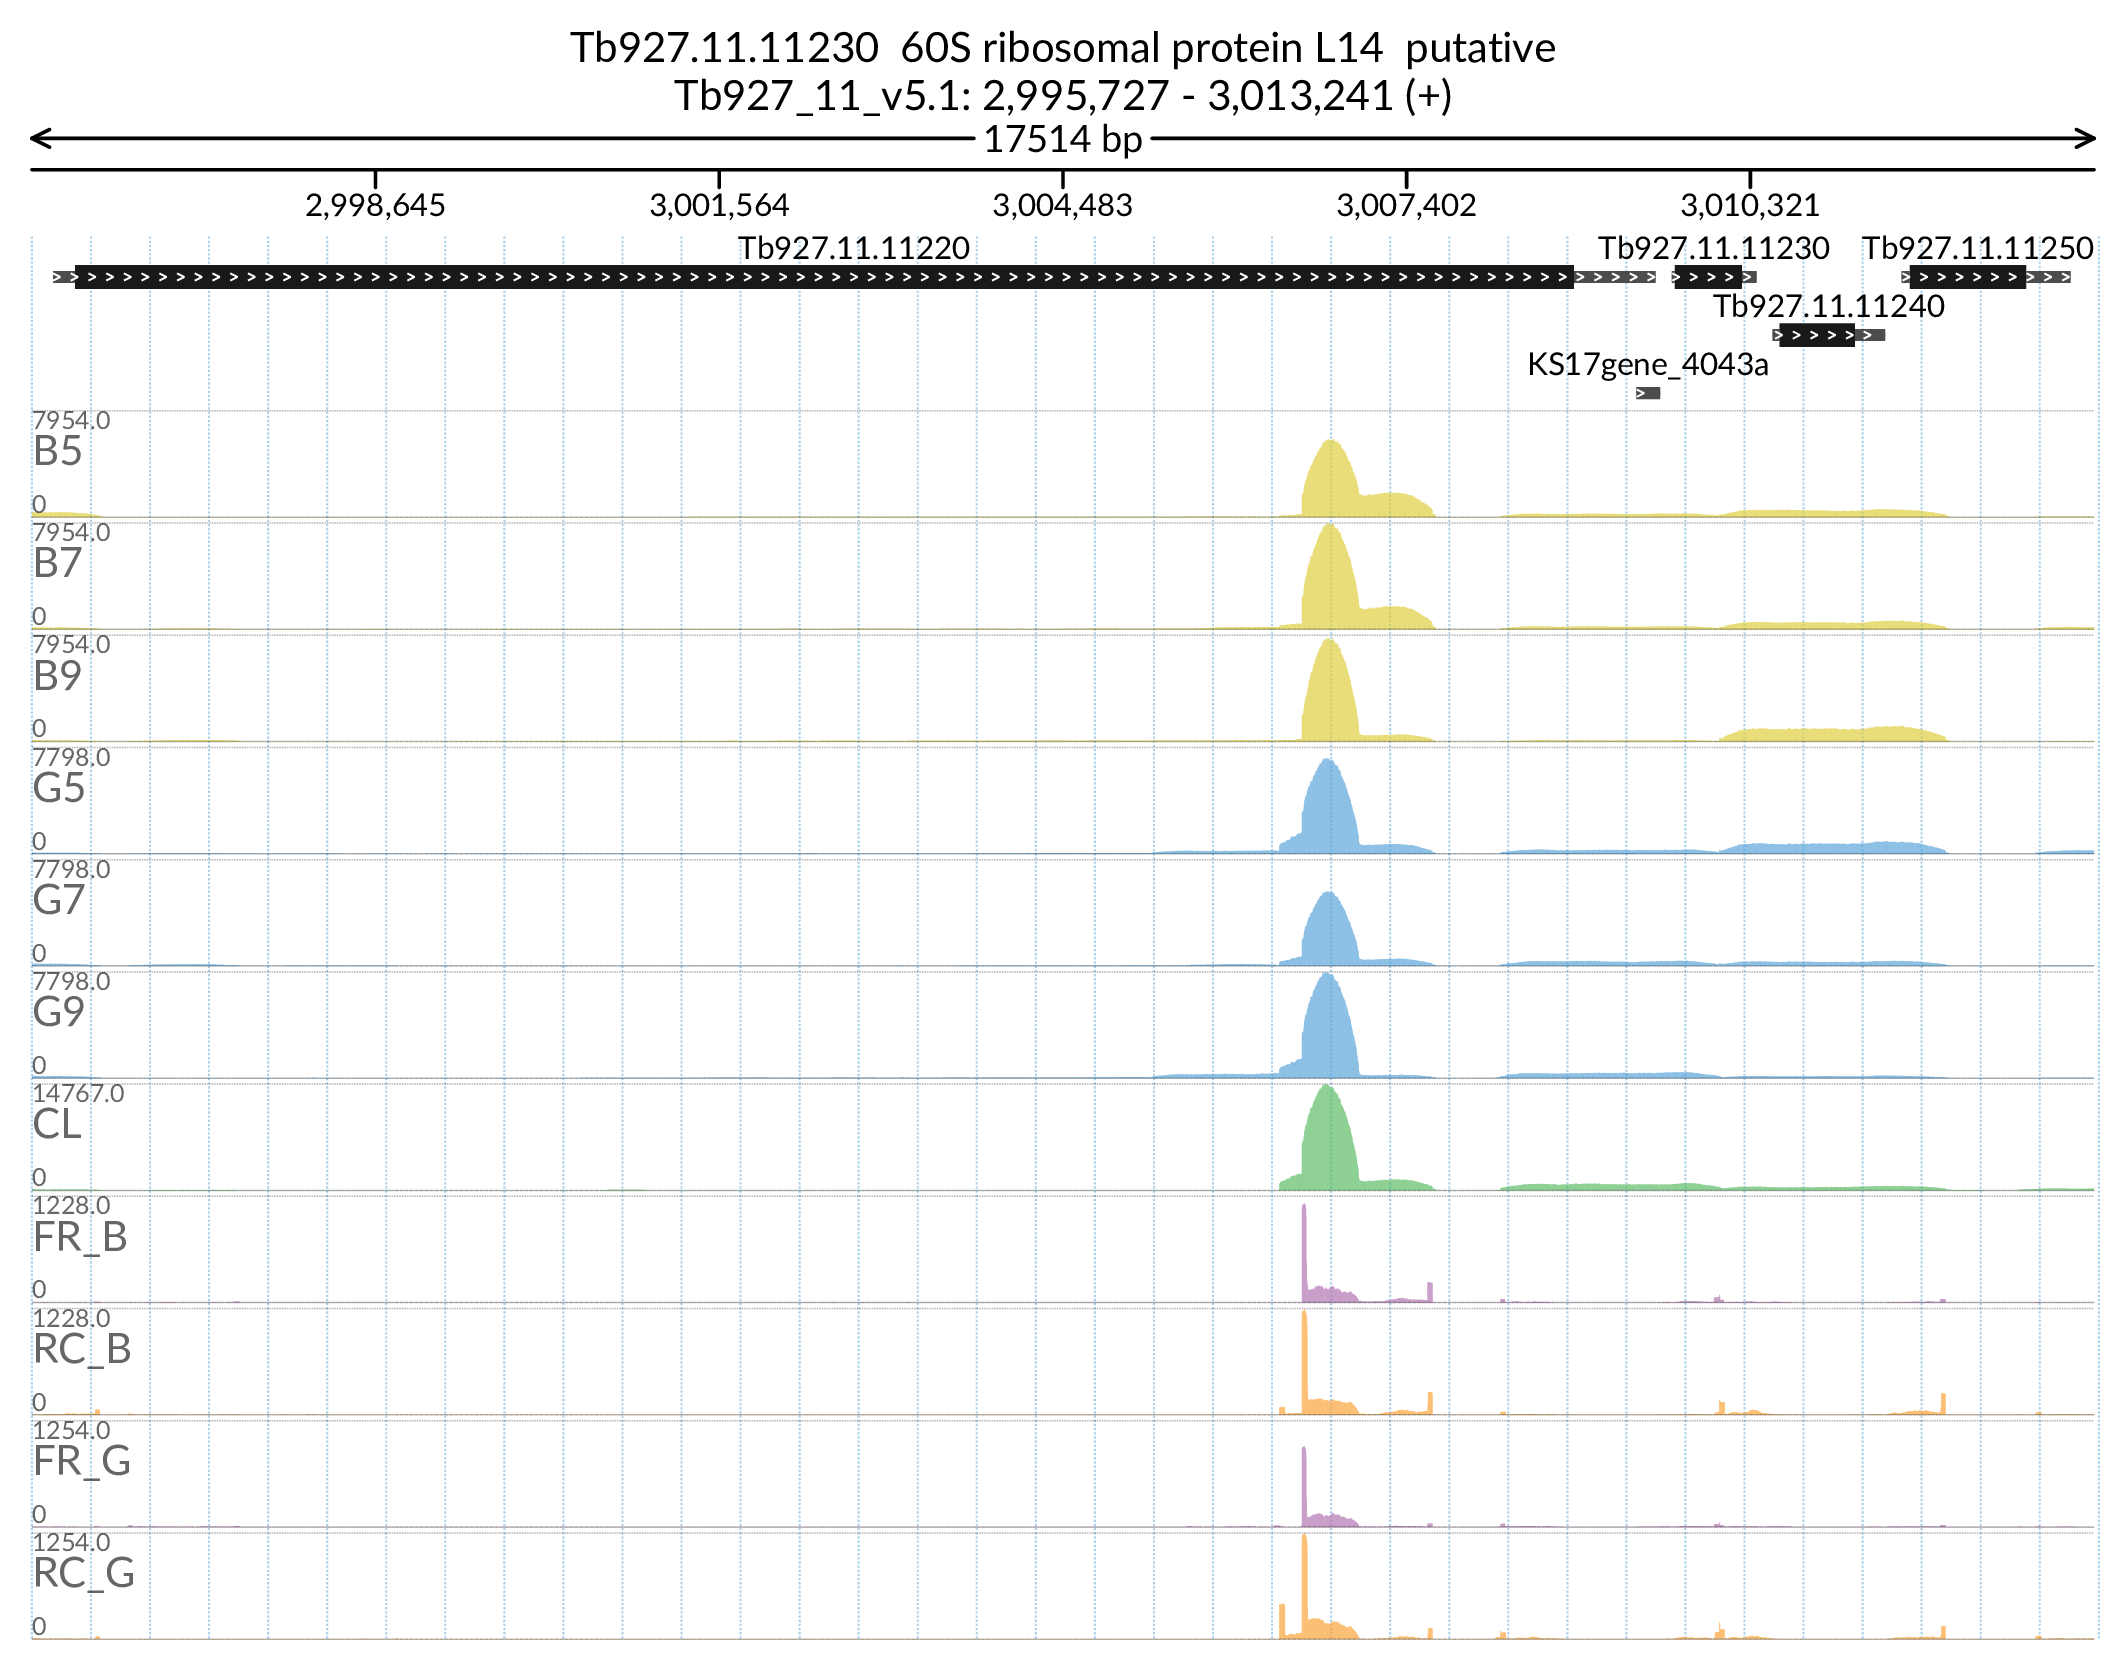 Tb927.11.11230  60S ribosomal protein L14  putative
Tb927_11_v5.1: 2,995,727 - 3,013,241 (+)
17514 bp
2,998,645 3,001,564 3,004,483 3,007,402 3,010,321
Tb927.11.11220 Tb927.11.11230 Tb927.11.11250
Tb927.11.11240
KS17gene_4043a
7954.0
B5
0
7954.0
B7
0
7954.0
B9
0
7798.0
G5
0
7798.0
G7
0
7798.0
G9
0
14767.0
CL
0
1228.0
FR_B
0
1228.0
RC_B
0
1254.0
FR_G
0
1254.0
RC_G
0